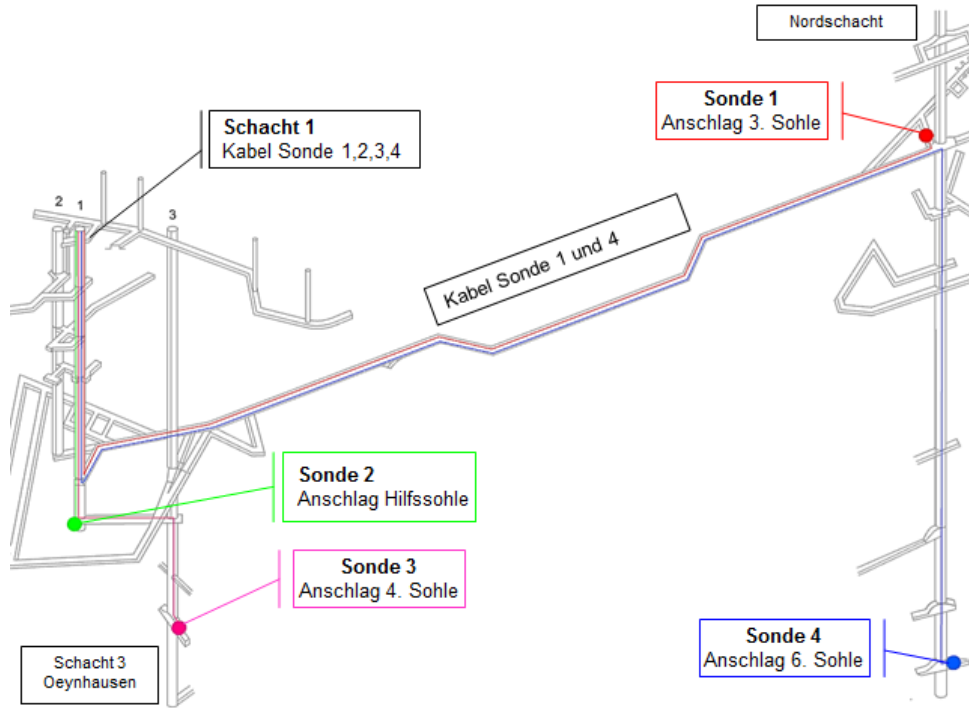 Nordschacht
Sonde 1
Anschlag 3. Sohle
Schacht 1
Kabel Sonde 1,2,3,4
2
1
3
Kabel Sonde 1 und 4
Sonde 2
Anschlag Hilfssohle
Sonde 3
Anschlag 4. Sohle
Sonde 4
Anschlag 6. Sohle
Schacht 3
Oeynhausen